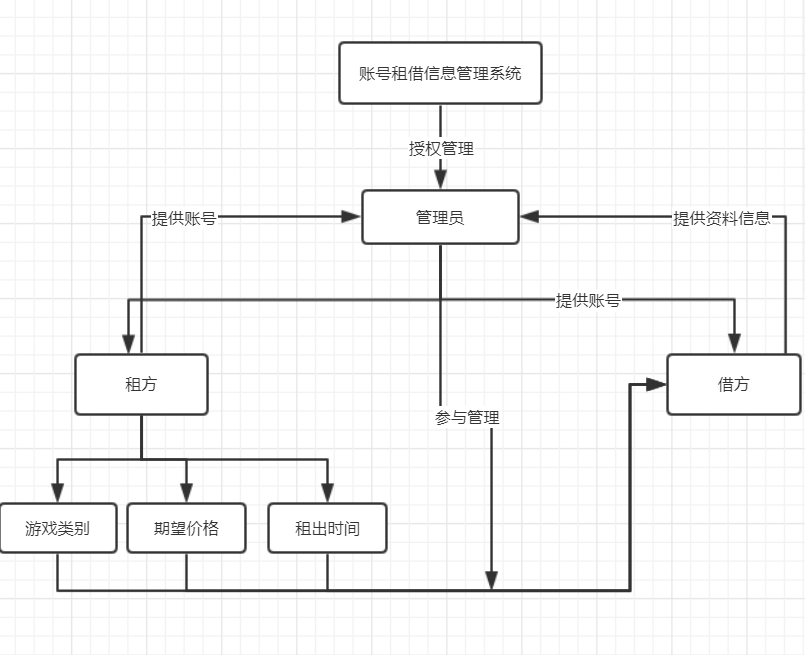 账号租借信息管理系统
授权管理
管理员
提供账号
提供资料信息
提供账号
租方
借方
参与管理
游戏类别
期望价格
租出时间